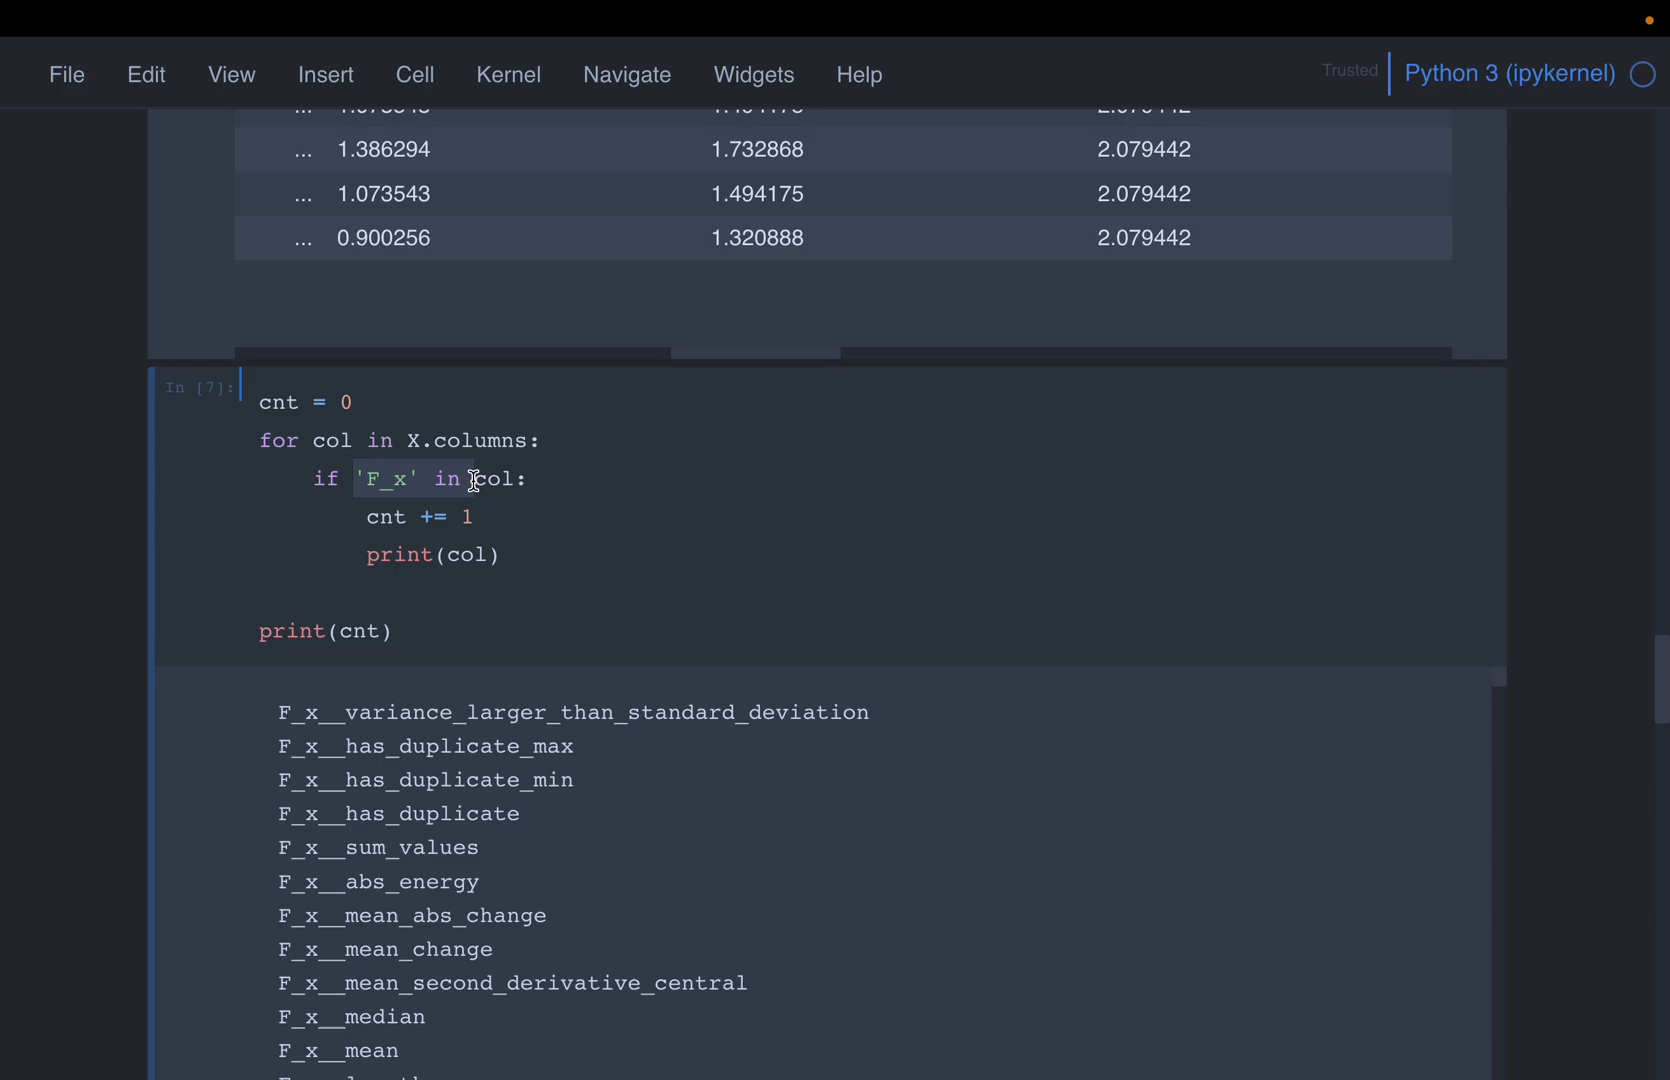 File Edit View Insert Cell Kernel Navigate Widgets Help Trusted Python 3 (ipykernel)
... 1.386294 1.732868 2.079442
... 1.073543 1.494175 2.079442
... 0.900256 1.320888 2.079442
In [7]:
cnt = 0
for col in X.columns:
if 'F_x' in col:
cnt += 1
print(col)
print(cnt)
F_x__variance_larger_than_standard_deviation
F_x__has_duplicate_max
F_x__has_duplicate_min
F_x__has_duplicate
F_x__sum_values
F_x__abs_energy
F_x__mean_abs_change
F_x__mean_change
F_x__mean_second_derivative_central
F_x__median
F_x__mean